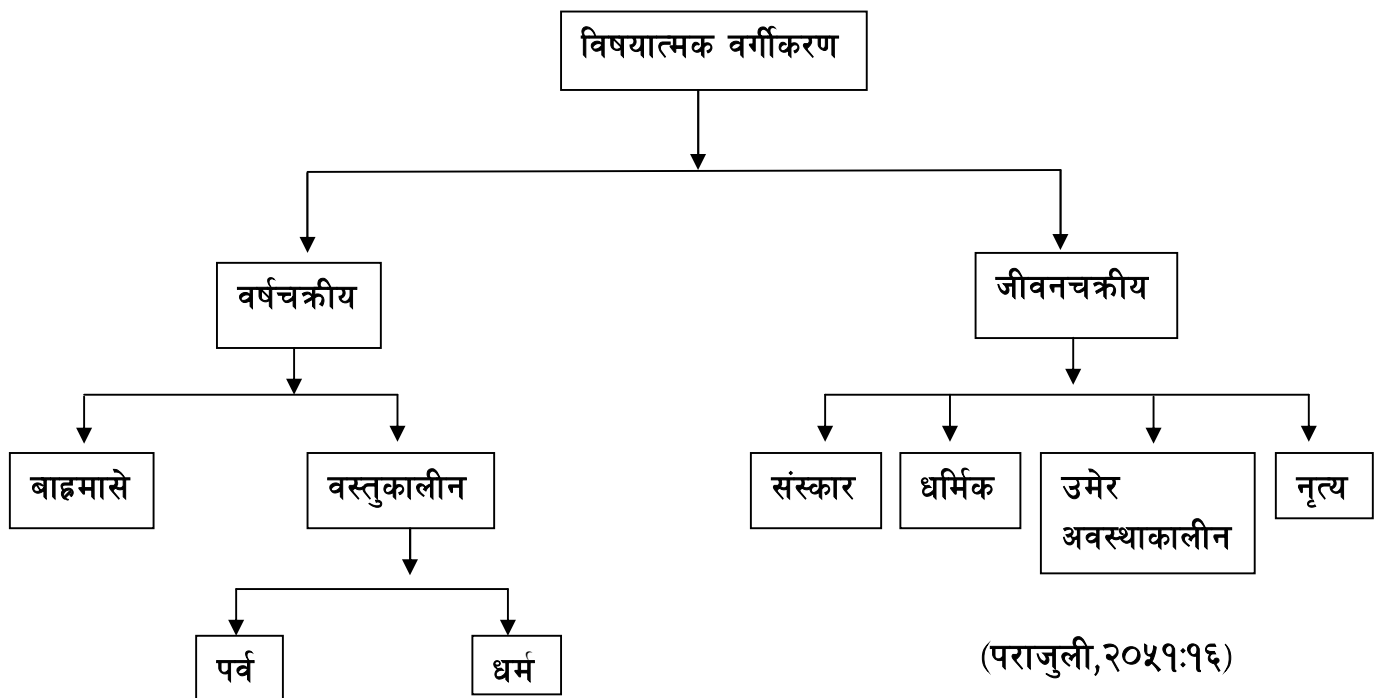 विषयात्मक वर्गीकरण
वर्षचक्रीय
जीवनचक्रीय
बाह्रमासे
वस्तुकालीन
संस्कार
धर्मिक
उमेर
अवस्थाकालीन
नृत्य
पर्व
धर्म
(पराजुली,२०५१:१६)